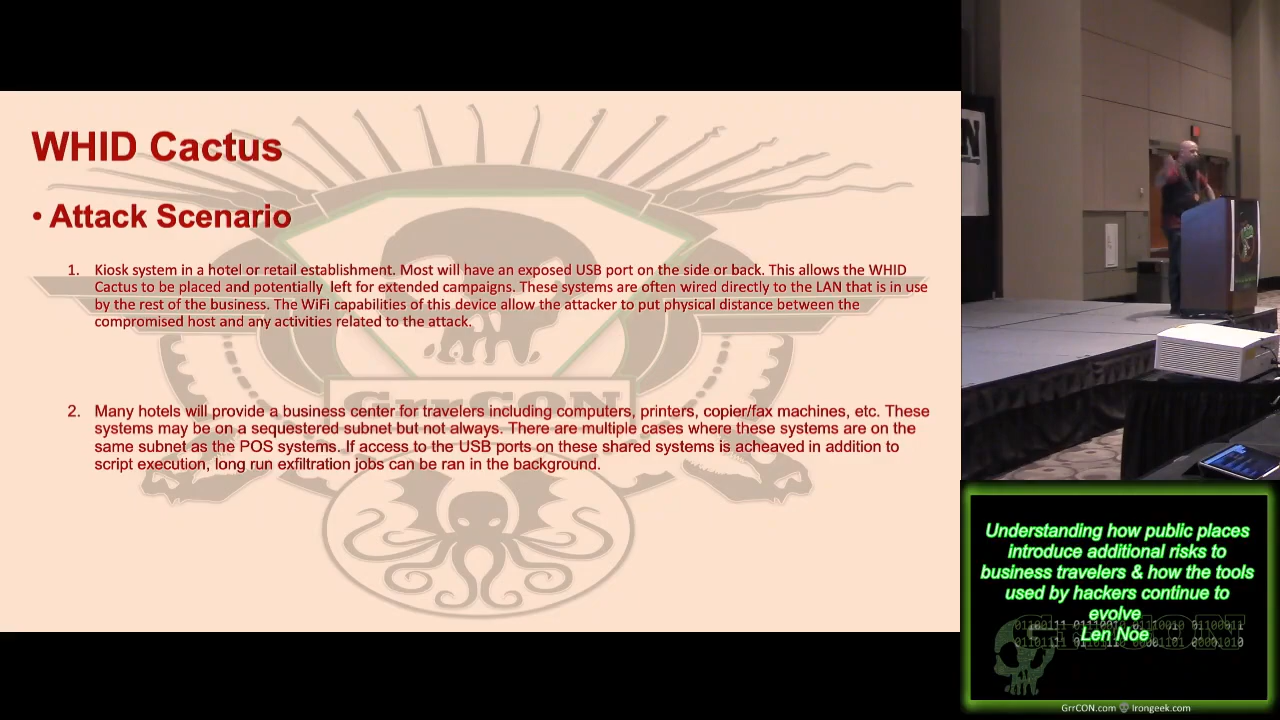 WHID Cactus
• Attack Scenario
1. Kiosk system in a hotel or retail establishment. Most will have an exposed USB port on the side or back. This allows the WHID
Cactus to be placed and potentially left for extended campaigns. These systems are often wired directly to the LAN that is in use
by the rest of the business. The WiFi capabilities of this device allow the attacker to put physical distance between the
compromised host and any activities related to the attack.
GrrCON
2. Many hotels will provide a business center for travelers including computers, printers, copier/fax machines, etc. These
systems may be on a sequestered subnet but not always. There are multiple cases where these systems are on the
same subnet as the POS systems. If access to the USB ports on these shared systems is acheaved in addition to
script execution, long run exfiltration jobs can be ran in the background.
Understanding how public places
introduce additional risks to
business travelers & how the tools
used by hackers continue to
evolve
Len Noe
GrrCON
GrrCON.com Irongeek.com